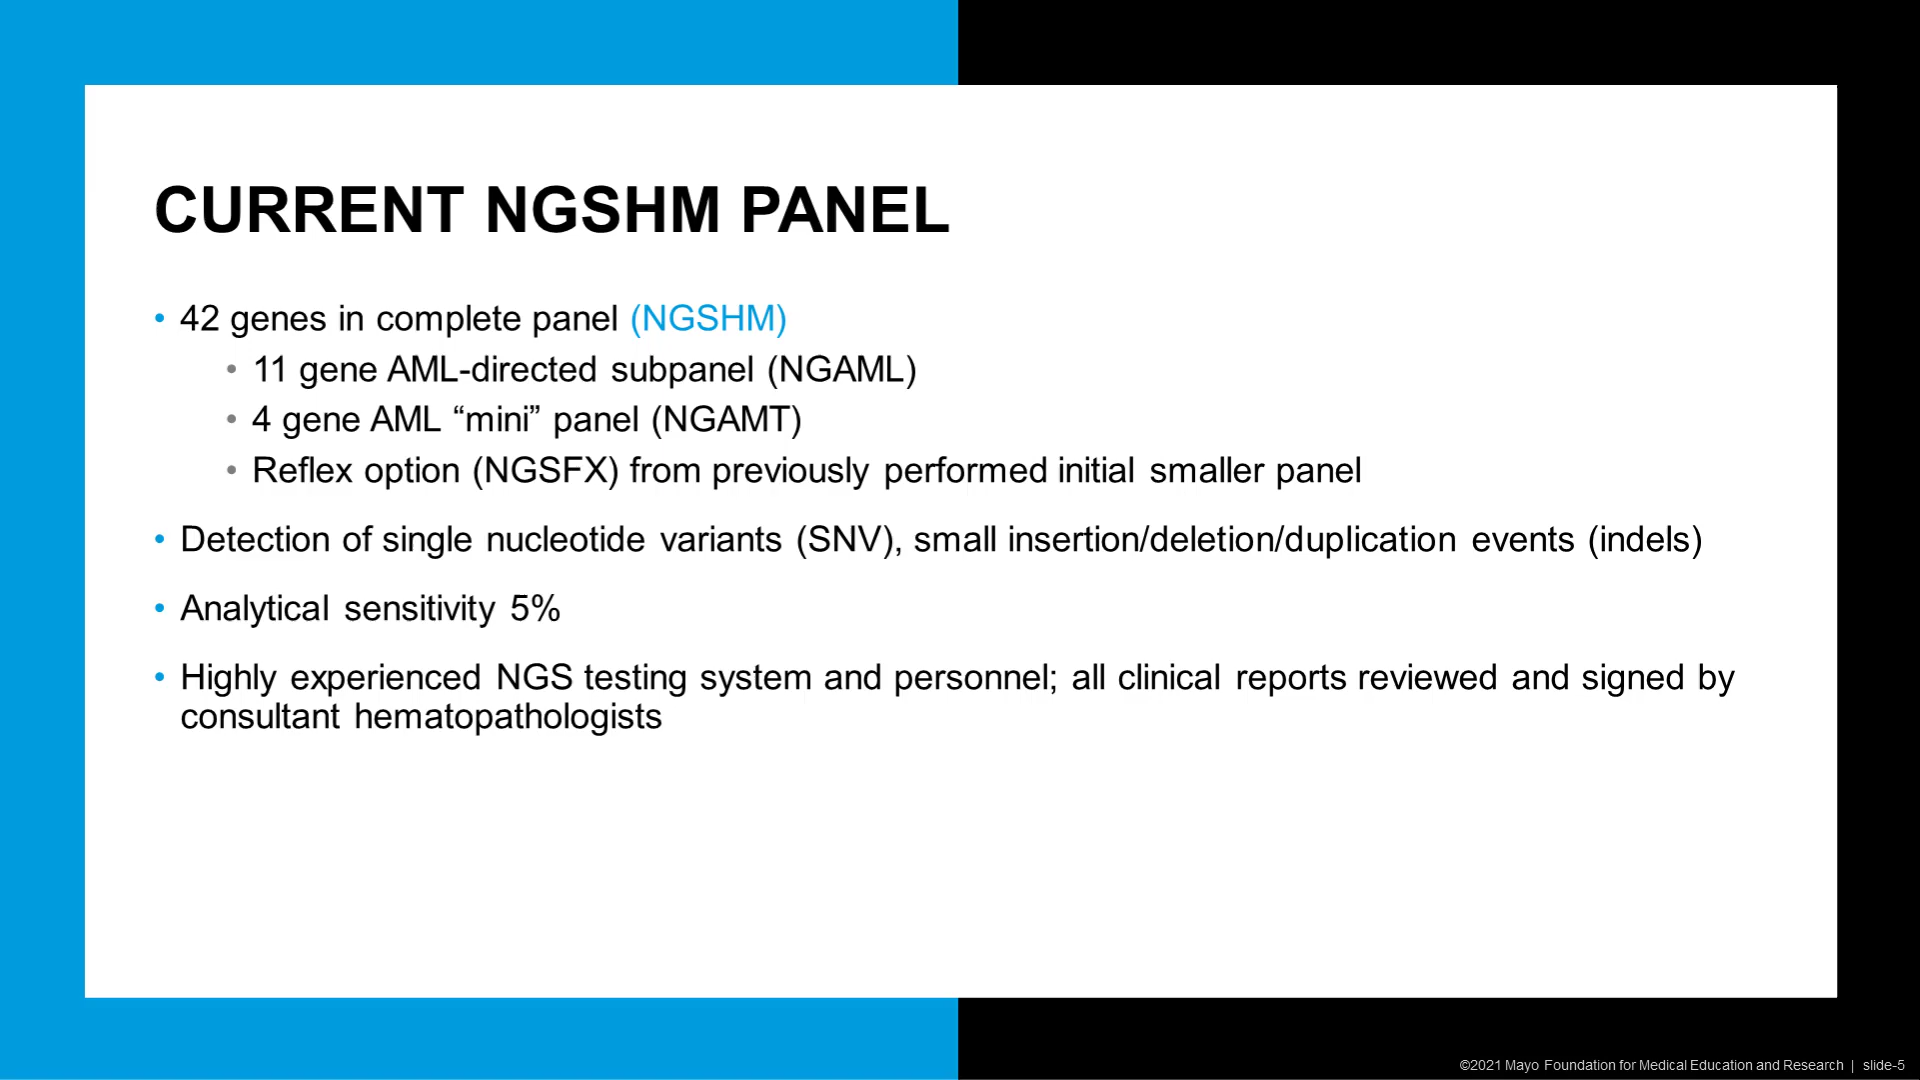 CURRENT NGSHM PANEL
• 42 genes in complete panel (NGSHM)
• 11 gene AML-directed subpanel (NGAML)
• 4 gene AML “mini” panel (NGAMT)
• Reflex option (NGSFX) from previously performed initial smaller panel
• Detection of single nucleotide variants (SNV), small insertion/deletion/duplication events (indels)
• Analytical sensitivity 5%
• Highly experienced NGS testing system and personnel; all clinical reports reviewed and signed by
consultant hematopathologists
©2021 Mayo Foundation for Medical Education and Research | slide-5